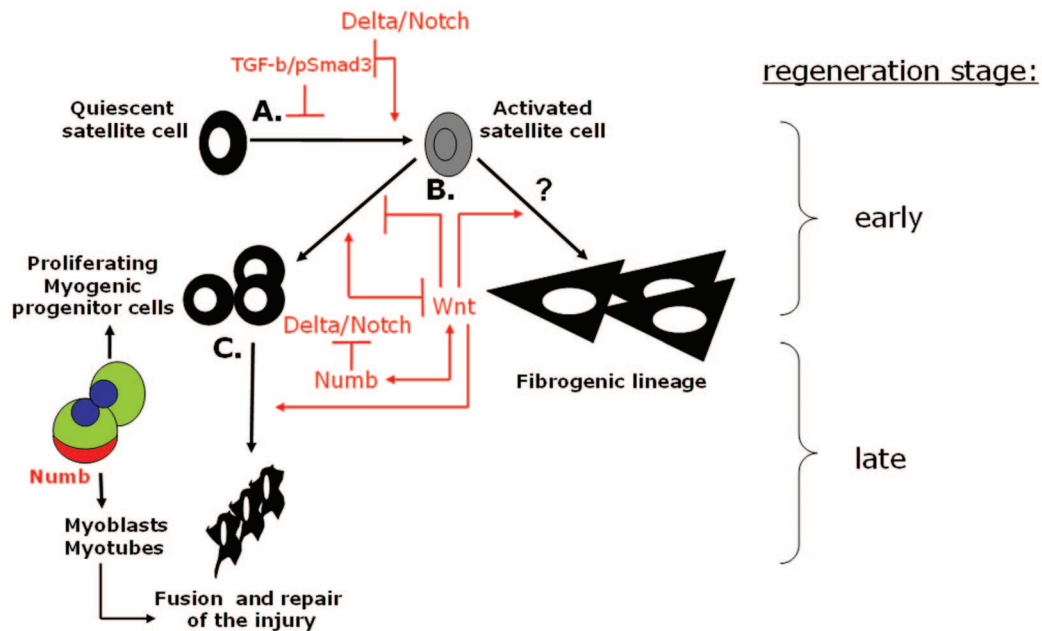 Delta/Notch
TGF-b/pSmad3
regeneration stage:
Quiescent
satellite cell
A.
Activated
satellite cell
B.
?
early
Proliferating
Myogenic
progenitor cells
Wnt
Delta/Notch
C.
Numb
Fibrogenic lineage
late
Numb
Myoblasts
Myotubes
Fusion and repair
of the injury